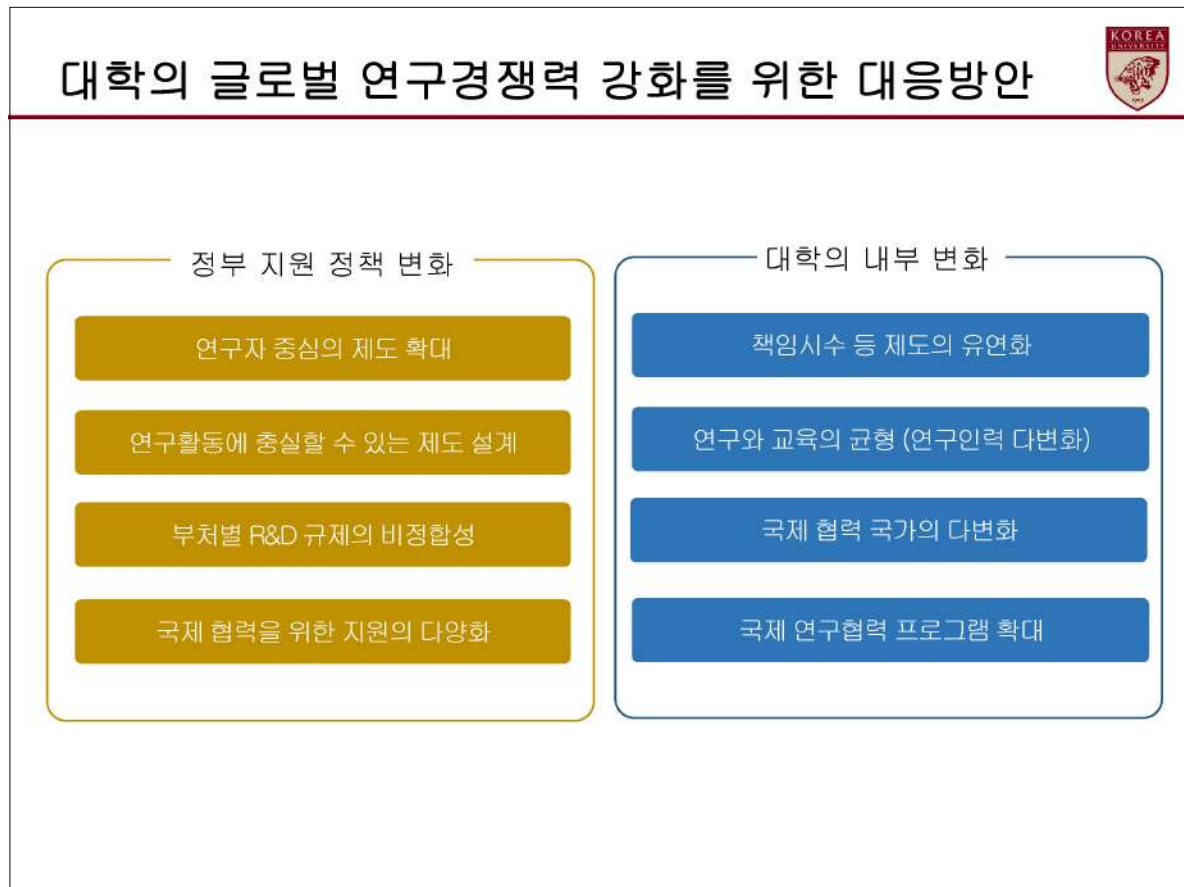 대학의 글로벌 연구경쟁력 강화를 위한 대응방안
KOREA
UNIVERSITY
1905
정부 지원 정책 변화
연구자 중심의 제도 확대
연구활동에 충실할 수 있는 제도 설계
부처별 R&D 규제의 비정합성
국제 협력을 위한 지원의 다양화
대학의 내부 변화
책임시수 등 제도의 유연화
연구와 교육의 균형 (연구인력 다변화)
국제 협력 국가의 다변화
국제 연구협력 프로그램 확대